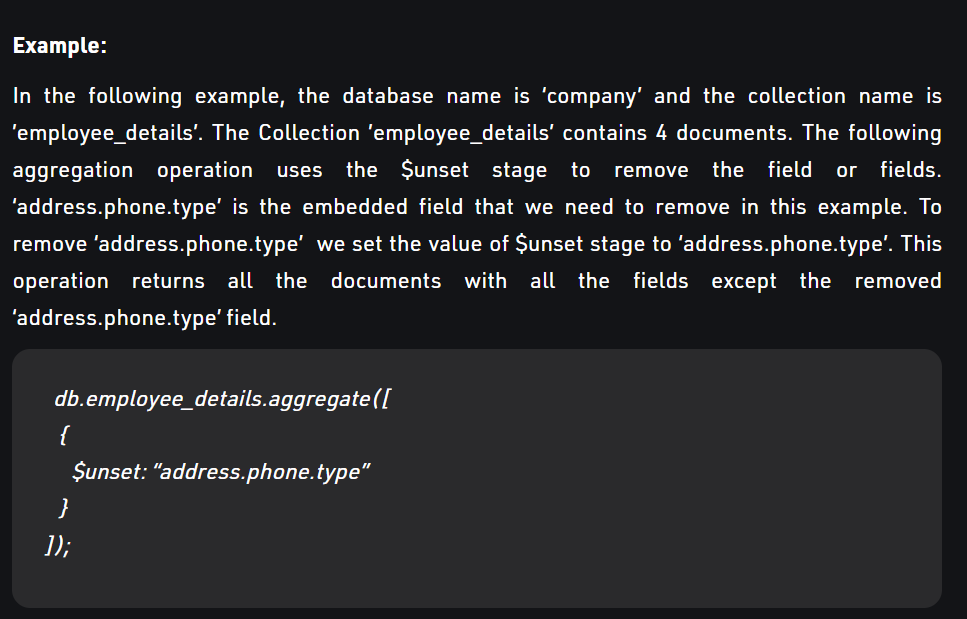 Example:
In the following example, the database name is ‘company’ and the collection name is
’employee_details’. The Collection ’employee_details’ contains 4 documents. The following
aggregation operation uses the $unset stage to remove the field or fields.
‘address.phone.type’ is the embedded field that we need to remove in this example. To
remove ‘address.phone.type’  we set the value of $unset stage to ‘address.phone.type’. This
operation returns all the documents with all the fields except the removed
‘address.phone.type’ field.
db.employee_details.aggregate([
{
$unset: “address.phone.type”
}
]);